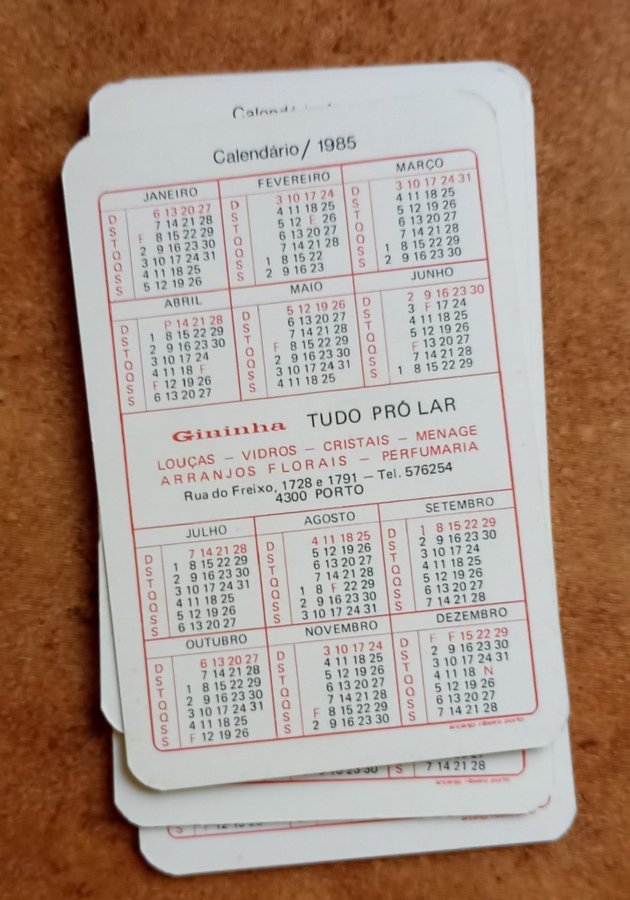 Calendário/ 1985
JANEIRO
D 6 13 20 27
S 7 14 21 28
T F 8 15 22 29
Q 2 9 16 23 30
Q 3 10 17 24 31
S 4 11 18 25
S 5 12 19 26
FEVEREIRO
D 3 10 17 24
S 4 11 18 25
T 5 12 E 26
Q 6 13 20 27
Q 7 14 21 28
S 1 8 15 22
S 2 9 16 23
MARÇO
D 3 10 17 24 31
S 4 11 18 25
T 5 12 19 26
Q 6 13 20 27
Q 7 14 21 28
S 1 8 15 22 29
S 2 9 16 23 30
ABRIL
D P 14 21 28
S 1 8 15 22 29
T 2 9 16 23 30
Q 3 10 17 24
Q 4 11 18 F
S F 12 19 26
S 6 13 20 27
MAIO
D 5 12 19 26
S 6 13 20 27
T 7 14 21 28
Q F 8 15 22 29
Q 2 9 16 23 30
S 3 10 17 24 31
S 4 11 18 25
JUNHO
D 2 9 16 23 30
S 3 F 17 24
T 4 11 18 25
Q 5 12 19 26
Q F 13 20 27
S 7 14 21 28
S 1 8 15 22 29
Gininha TUDO PRÓ LAR
LOUÇAS – VIDROS – CRISTAIS – MENAGE
ARRANJOS FLORAIS – PERFUMARIA
Rua do Freixo, 1728 e 1791 – Tel. 576254
4300 PORTO
JULHO
D 7 14 21 28
S 1 8 15 22 29
T 2 9 16 23 30
Q 3 10 17 24 31
Q 4 11 18 25
S 5 12 19 26
S 6 13 20 27
AGOSTO
D 4 11 18 25
S 5 12 19 26
T 6 13 20 27
Q 7 14 21 28
Q 1 8 F 22 29
S 2 9 16 23 30
S 3 10 17 24 31
SETEMBRO
D 1 8 15 22 29
S 2 9 16 23 30
T 3 10 17 24
Q 4 11 18 25
Q 5 12 19 26
S 6 13 20 27
S 7 14 21 28
OUTUBRO
D 6 13 20 27
S 7 14 21 28
T 1 8 15 22 29
Q 2 9 16 23 30
Q 3 10 17 24 31
S 4 11 18 25
S F 12 19 26
NOVEMBRO
D 3 10 17 24
S 4 11 18 25
T 5 12 19 26
Q 6 13 20 27
Q 7 14 21 28
S F 8 15 22 29
S 2 9 16 23 30
DEZEMBRO
D F F 15 22 29
S 2 9 16 23 30
T 3 10 17 24 31
Q 4 11 18 N
Q 5 12 19 26
S 6 13 20 27
S 7 14 21 28
arcanjo ribeiro porto
S 7 14 21 28
arcanjo ribeiro porto